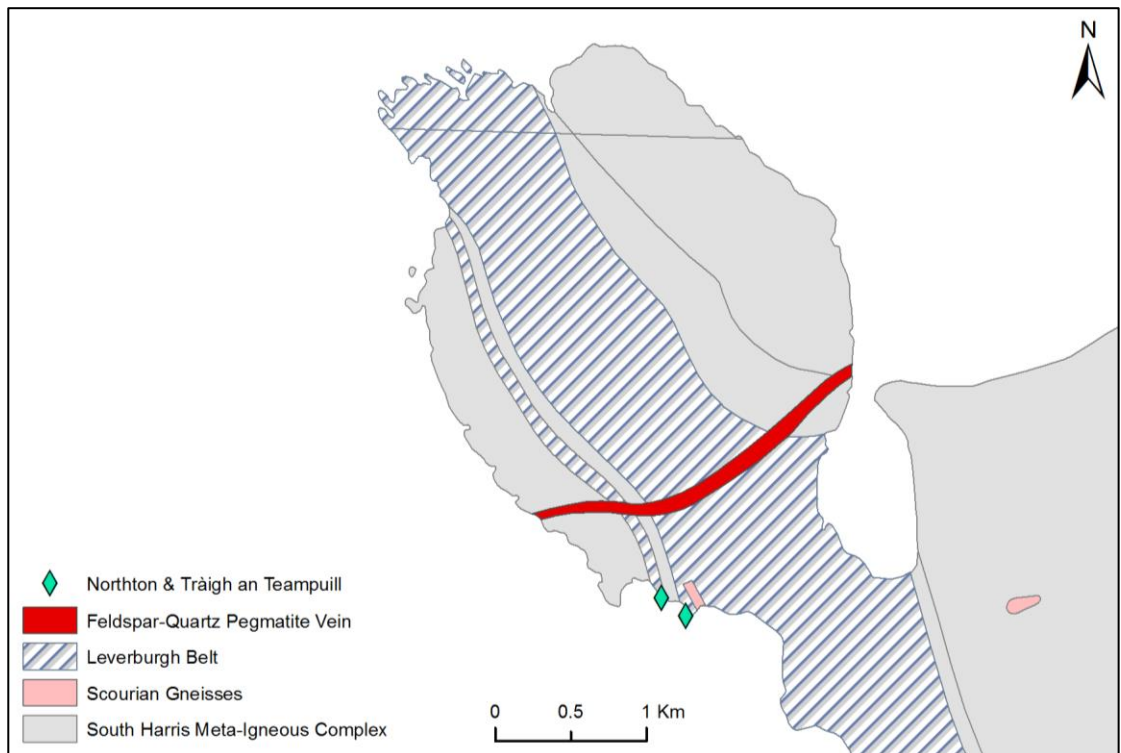 N
Northton & Tràigh an Teampuill
Feldspar-Quartz Pegmatite Vein
Leverburgh Belt
Scourian Gneisses
South Harris Meta-Igneous Complex
0 0.5 1 Km